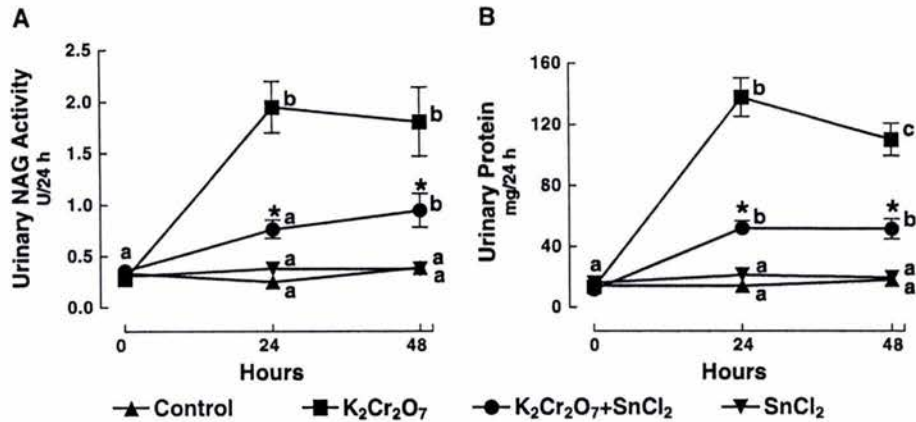 A
Urinary NAG Activity
U/24 h
2.5
2.0
1.5
1.0
0.5
0.0
a
b
b
*
a
*
b
a
a
a
a
0
24
48
Hours
B
Urinary Protein
mg/24 h
160
120
80
40
0
a
b
c
*
b
*
b
a
a
a
a
0
24
48
Hours
Control
K₂Cr₂O₇
K₂Cr₂O₇+SnCl₂
SnCl₂